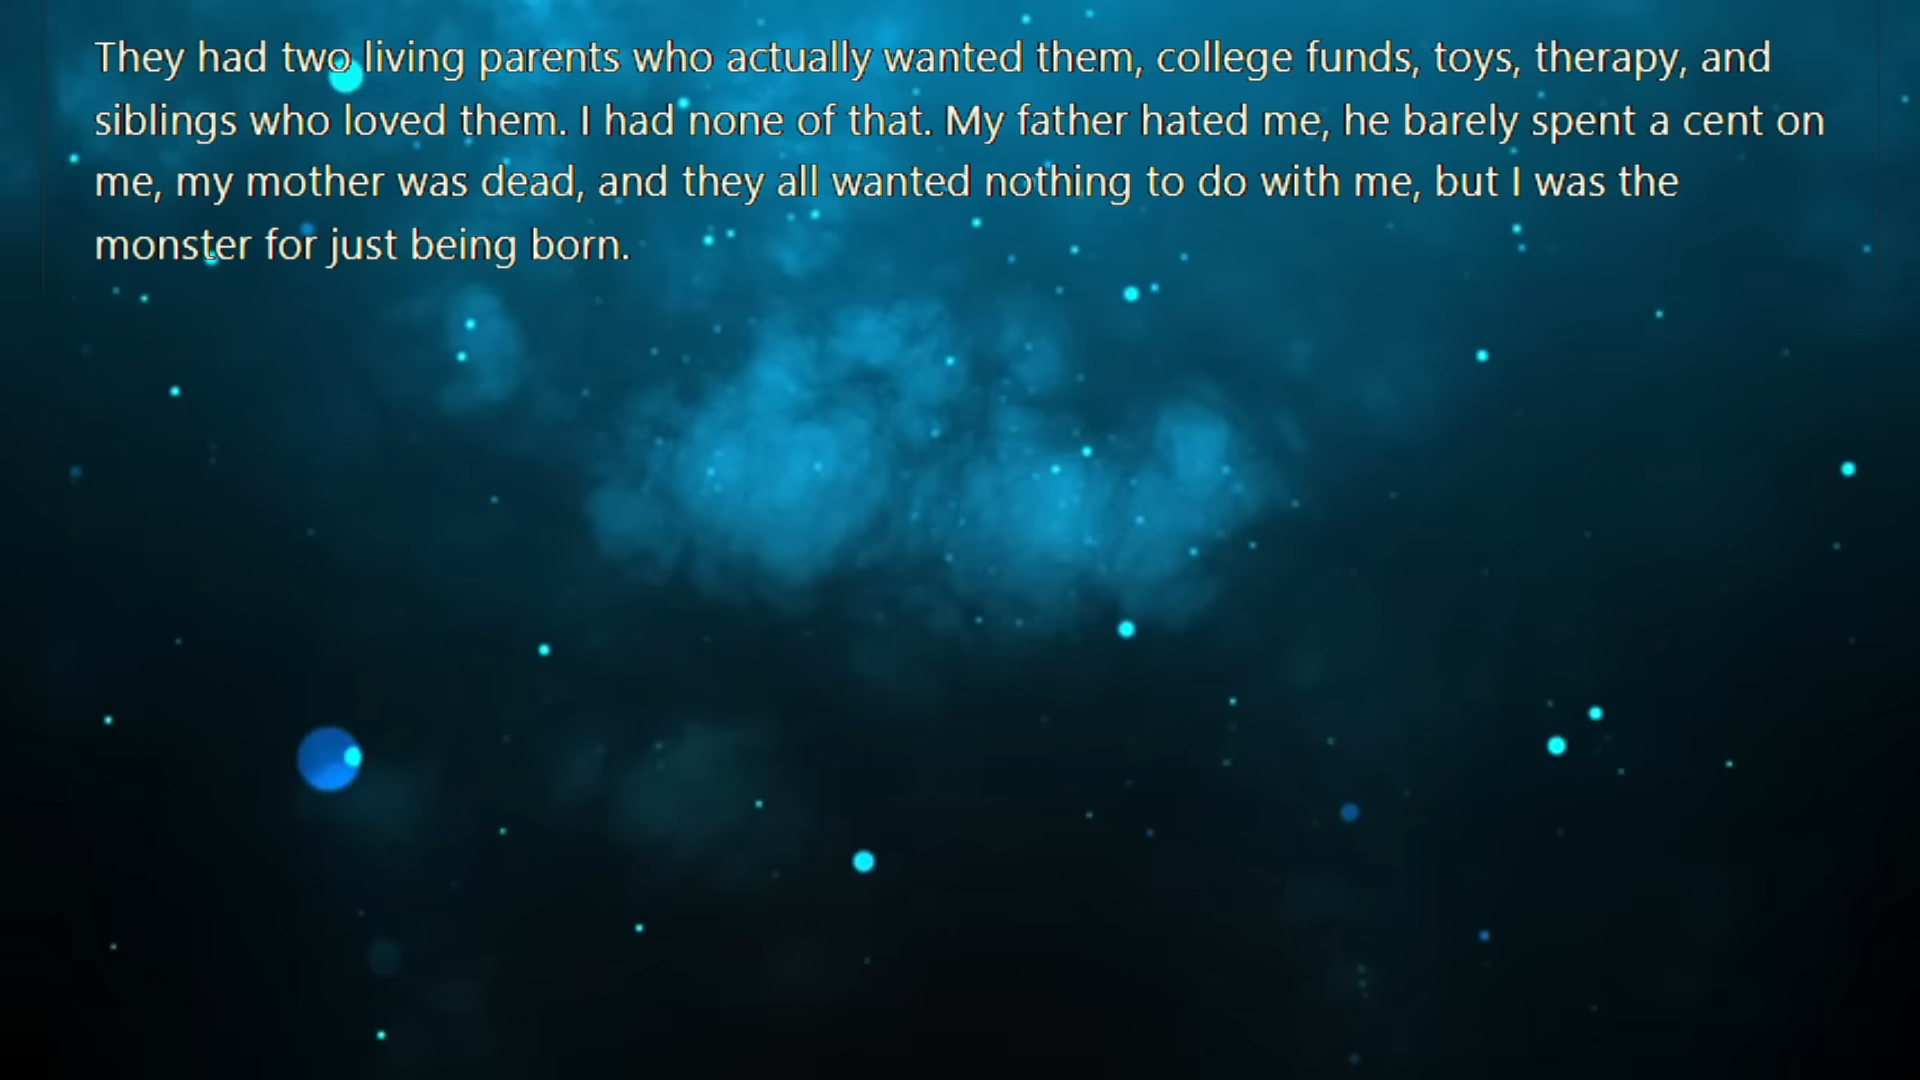 They had two living parents who actually wanted them, college funds, toys, therapy, and
siblings who loved them. I had none of that. My father hated me, he barely spent a cent on
me, my mother was dead, and they all wanted nothing to do with me, but I was the
monster for just being born.